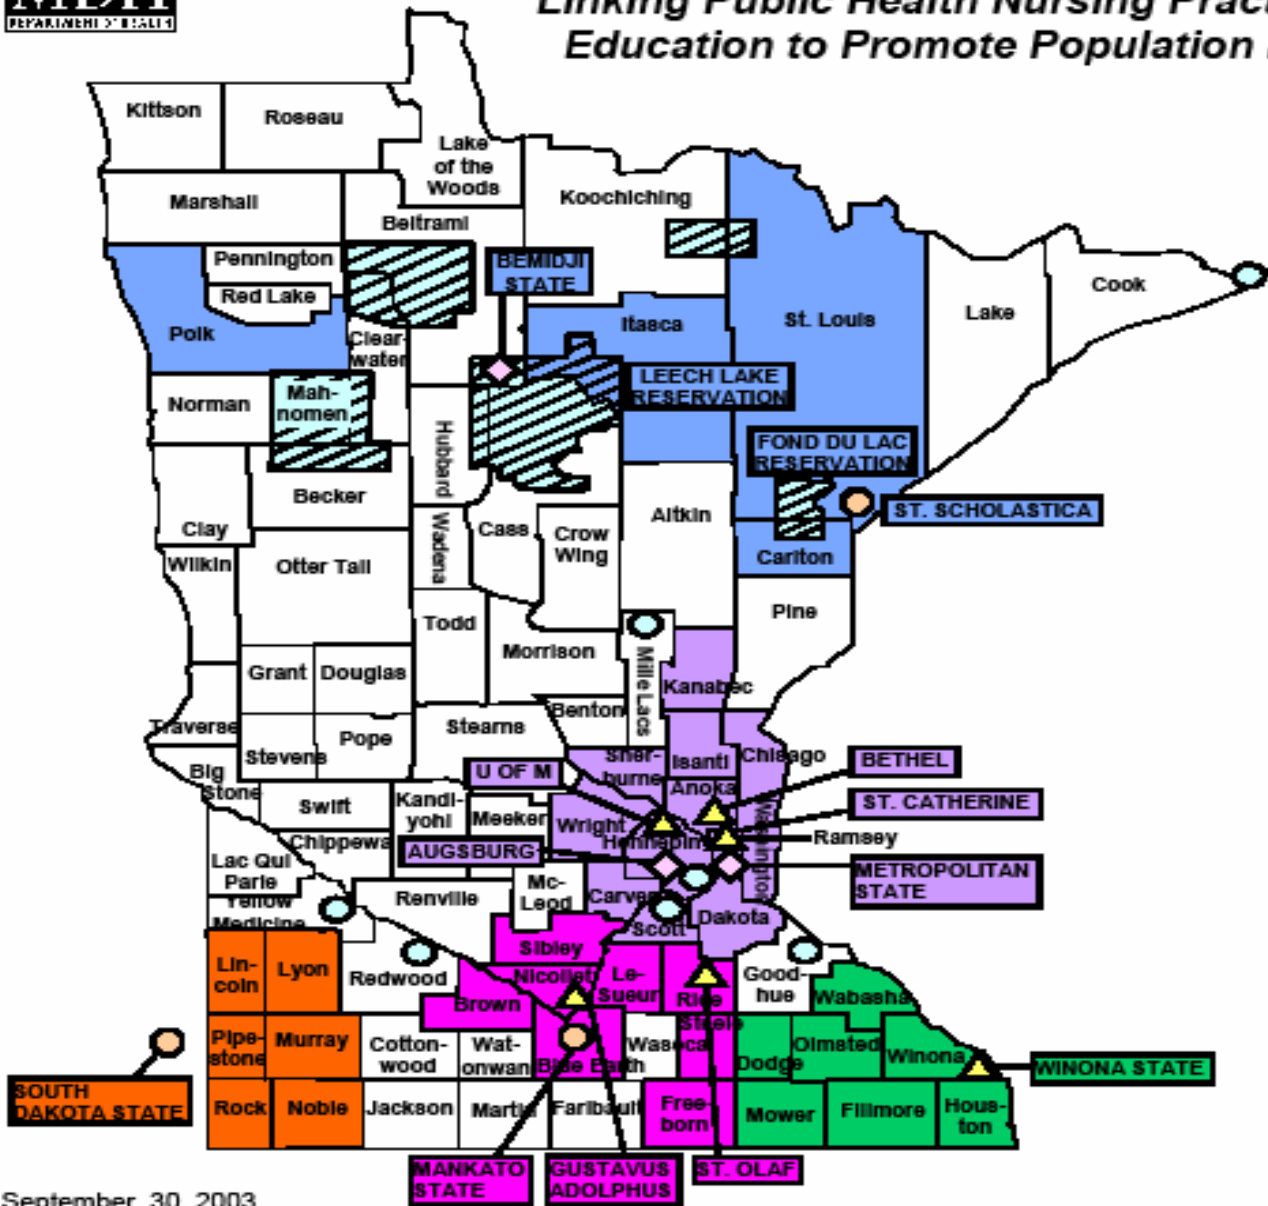 DEPARTMENT OF HEALTH
Linking Public Health Nursing
Education to Promote Population
Kittson
Roseau
Lake
of the
Woods
Marshall
Beltrami
Koochiching
Pennington
Red Lake
BEMIDJI
STATE
Cook
Lake
St. Louis
Itasca
Polk
Clear-
water
LEECH LAKE
RESERVATION
Norman
Mah-
nomen
Hubbard
FOND DU LAC
RESERVATION
Becker
ST. SCHOLASTICA
Clay
Wadena
Cass
Crow
Wing
Aitkin
Carlton
Wilkin
Otter Tail
Pine
Todd
Morrison
Mille Lacs
Grant
Douglas
Kanabec
Traverse
Stevens
Pope
Stearns
Benton
Sher-
burne
Isanti
Chisago
Big
Stone
U OF M
Anoka
BETHEL
Swift
Kandi-
yohi
Meeker
Wright
Hennepin
Washington
ST. CATHERINE
Ramsey
Chippewa
AUGSBURG
METROPOLITAN
STATE
Lac Qui
Parle
Renville
Mc-
Leod
Carver
Yellow
Medicine
Scott
Dakota
Lin-
coln
Lyon
Redwood
Sibley
Nicollet
Le-
Sueur
Rice
Good-
hue
Wabasha
Brown
Pipe-
stone
Murray
Cotton-
wood
Wat-
onwan
Blue Earth
Waseca
Steele
Dodge
Olmsted
Winona
WINONA STATE
SOUTH
DAKOTA STATE
Rock
Noble
Jackson
Martin
Faribault
Free-
born
Mower
Fillmore
Hous-
ton
MANKATO
STATE
GUSTAVUS
ADOLPHUS
ST. OLAF
September 30, 2003